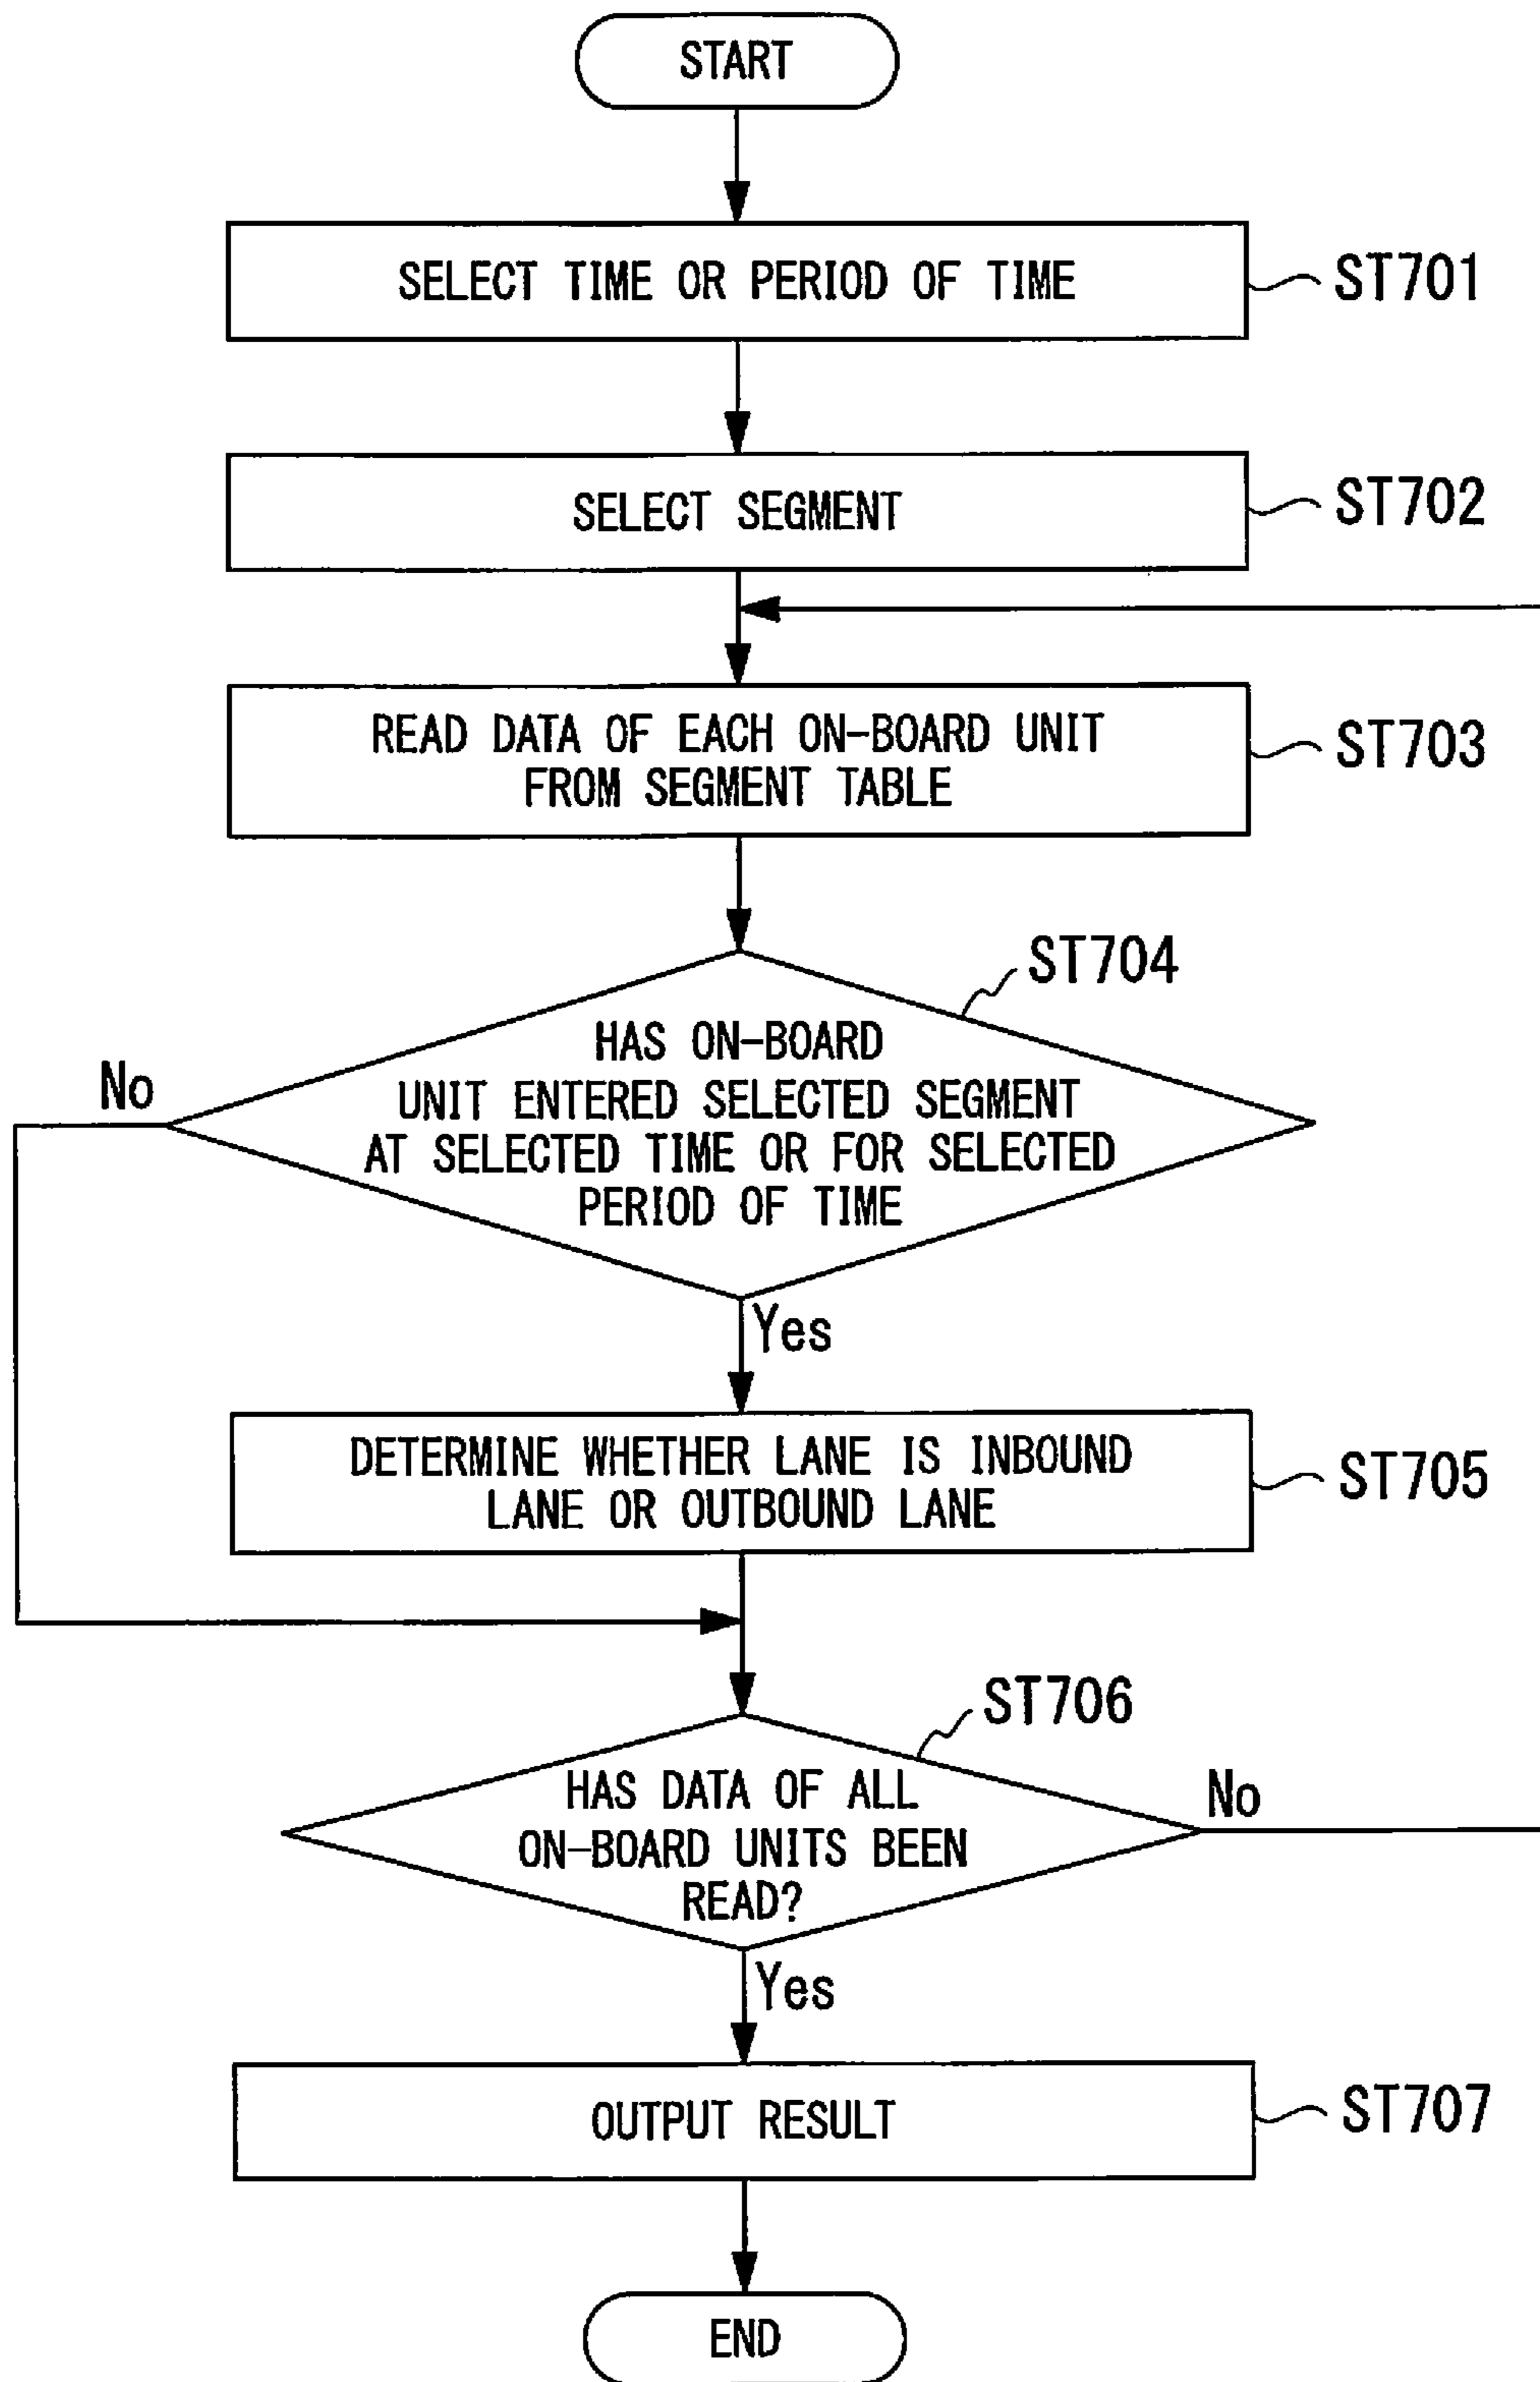 START
SELECT TIME OR PERIOD OF TIME
ST701
SELECT SEGMENT
ST702
READ DATA OF EACH ON-BOARD UNIT
FROM SEGMENT TABLE
ST703
ST704
HAS ON-BOARD
UNIT ENTERED SELECTED SEGMENT
AT SELECTED TIME OR FOR SELECTED
PERIOD OF TIME
No
Yes
DETERMINE WHETHER LANE IS INBOUND
LANE OR OUTBOUND LANE
ST705
ST706
HAS DATA OF ALL
ON-BOARD UNITS BEEN
READ?
No
Yes
OUTPUT RESULT
ST707
END